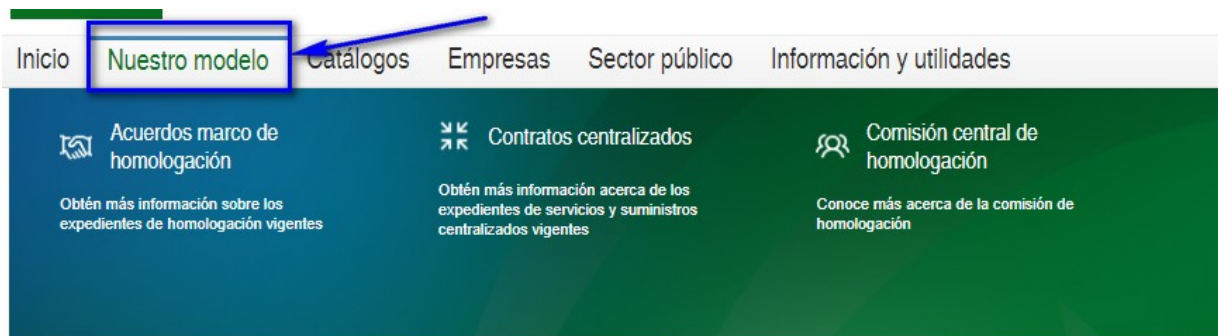 Inicio Nuestro modelo Catálogos Empresas Sector público Información y utilidades
Acuerdos marco de
homologación
Obtén más información sobre los
expedientes de homologación vigentes
Contratos centralizados
Obtén más información acerca de los
expedientes de servicios y suministros
centralizados vigentes
Comisión central de
homologación
Conoce más acerca de la comisión de
homologación